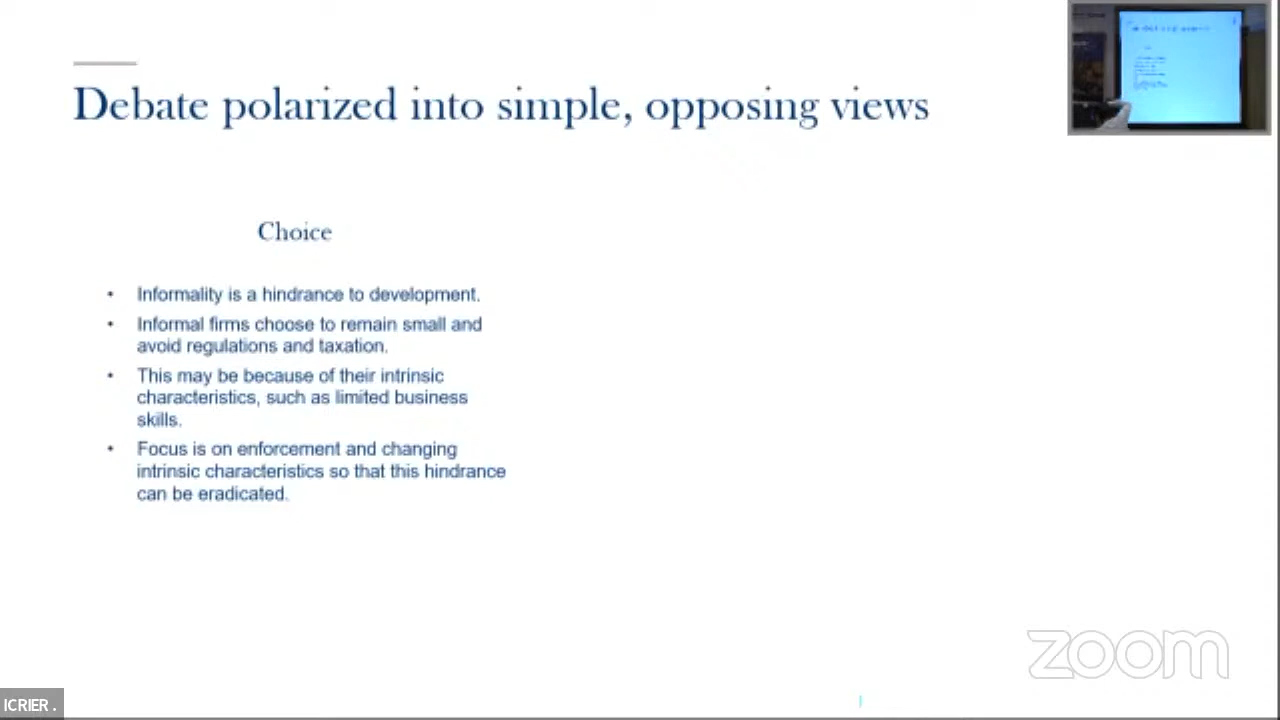 Debate polarized into simple, opposing views
Choice
• Informality is a hindrance to development.
• Informal firms choose to remain small and
avoid regulations and taxation.
• This may be because of their intrinsic
characteristics, such as limited business
skills.
• Focus is on enforcement and changing
intrinsic characteristics so that this hindrance
can be eradicated.
zoom
ICRIER .